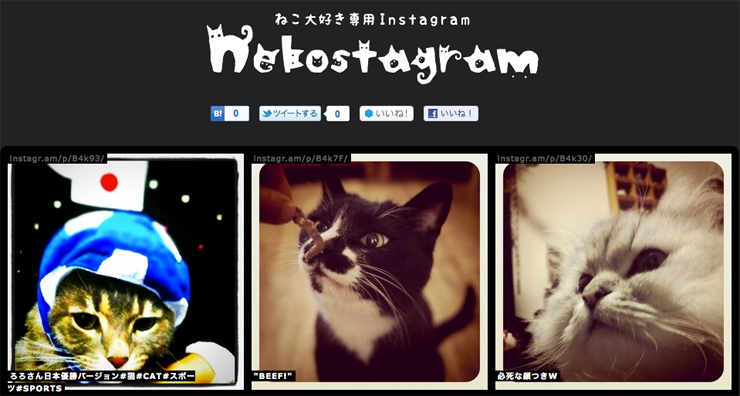 ねこ大好き専用Instagram
nekostagram
B! 0 ツイートする 0 いいね! いいね!
instagr.am/p/B4k93/ instagr.am/p/B4k7F/ instagr.am/p/B4k30/
ろろさん日本優勝バージョン#猫#CAT#スポー
ツ#SPORTS
"BEEF!"
必死な顔つきW